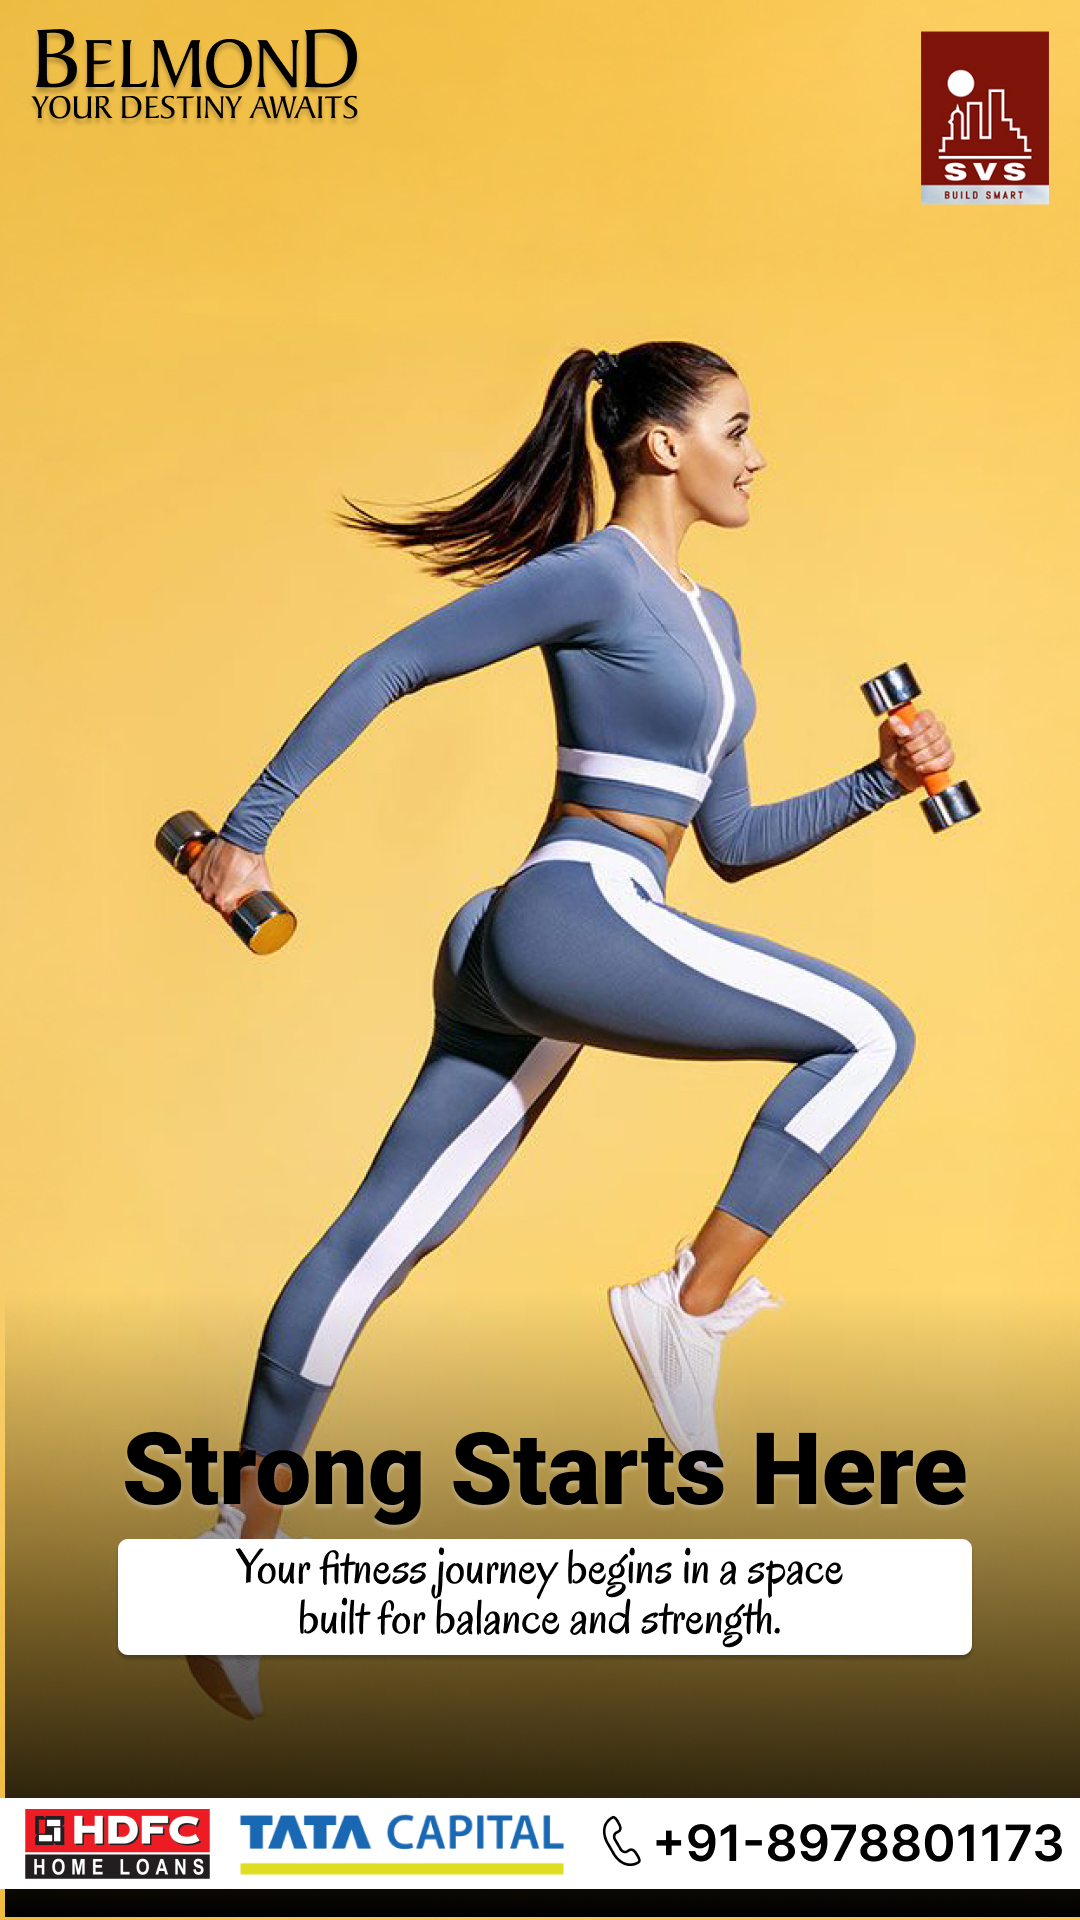 BELMOND
YOUR DESTINY AWAITS
SVS
BUILD SMART
Strong Starts Here
Your fitness journey begins in a space
built for balance and strength.
HDFC
HOME LOANS
TATA CAPITAL
+91-8978801173